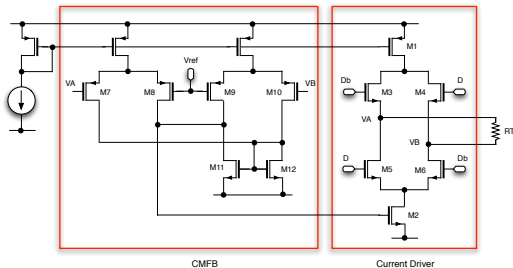 M1
Vref
VA
M7
M8
M9
M10
VB
Db
M3
M4
D
VA
VB
RT
D
M5
M6
Db
M11
M12
M2
CMFB
Current Driver